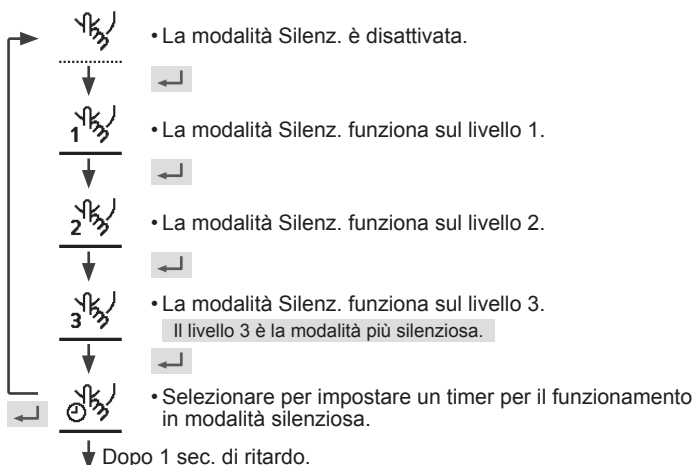 • La modalità Silenz. è disattivata.
1
• La modalità Silenz. funziona sul livello 1.
2
• La modalità Silenz. funziona sul livello 2.
3
• La modalità Silenz. funziona sul livello 3.
Il livello 3 è la modalità più silenziosa.
• Selezionare per impostare un timer per il funzionamento
in modalità silenziosa.
Dopo 1 sec. di ritardo.